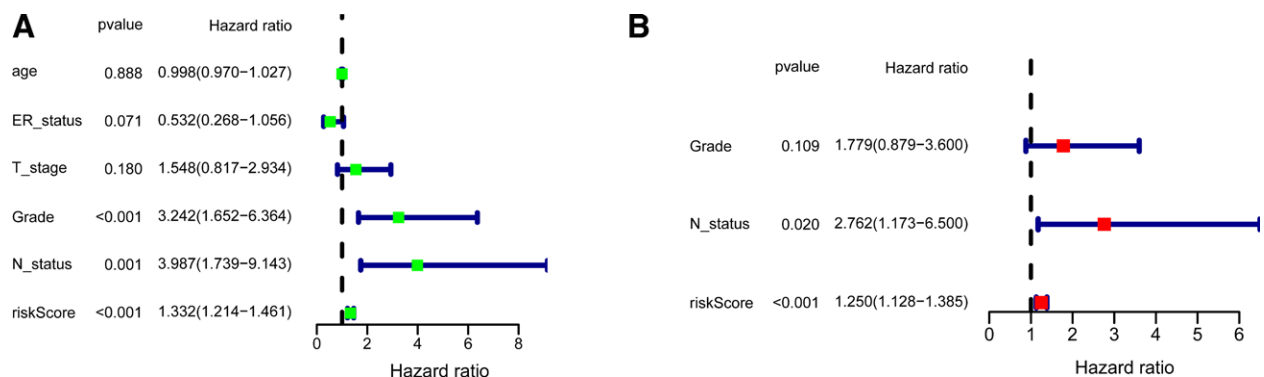 A
pvalue Hazard ratio
age 0.888 0.998(0.970−1.027)
ER_status 0.071 0.532(0.268−1.056)
T_stage 0.180 1.548(0.817−2.934)
Grade <0.001 3.242(1.652−6.364)
N_status 0.001 3.987(1.739−9.143)
riskScore <0.001 1.332(1.214−1.461)
0 2 4 6 8
Hazard ratio
B
pvalue Hazard ratio
Grade 0.109 1.779(0.879−3.600)
N_status 0.020 2.762(1.173−6.500)
riskScore <0.001 1.250(1.128−1.385)
0 1 2 3 4 5 6
Hazard ratio